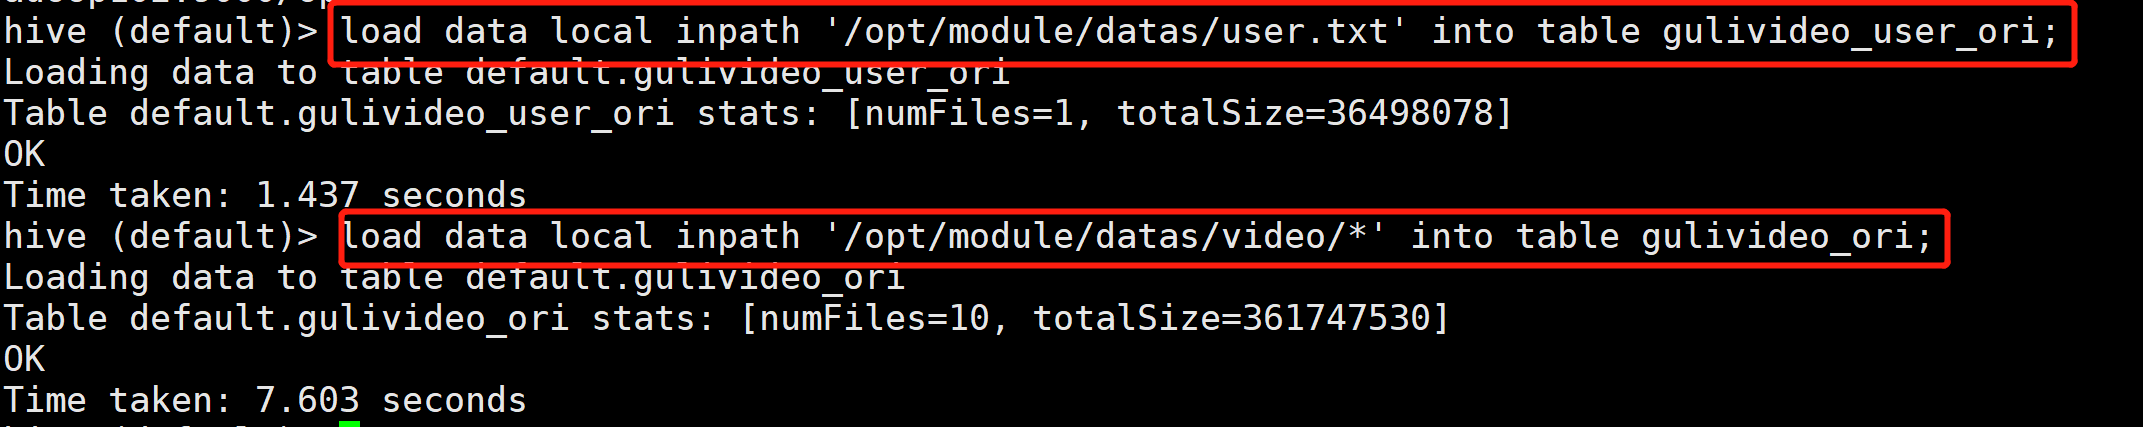 hive (default)> load data local inpath '/opt/module/datas/user.txt' into table gulivideo_user_ori;
Loading data to table default.gulivideo_user_ori
Table default.gulivideo_user_ori stats: [numFiles=1, totalSize=36498078]
OK
Time taken: 1.437 seconds
hive (default)> load data local inpath '/opt/module/datas/video/*' into table gulivideo_ori;
Loading data to table default.gulivideo_ori
Table default.gulivideo_ori stats: [numFiles=10, totalSize=361747530]
OK
Time taken: 7.603 seconds